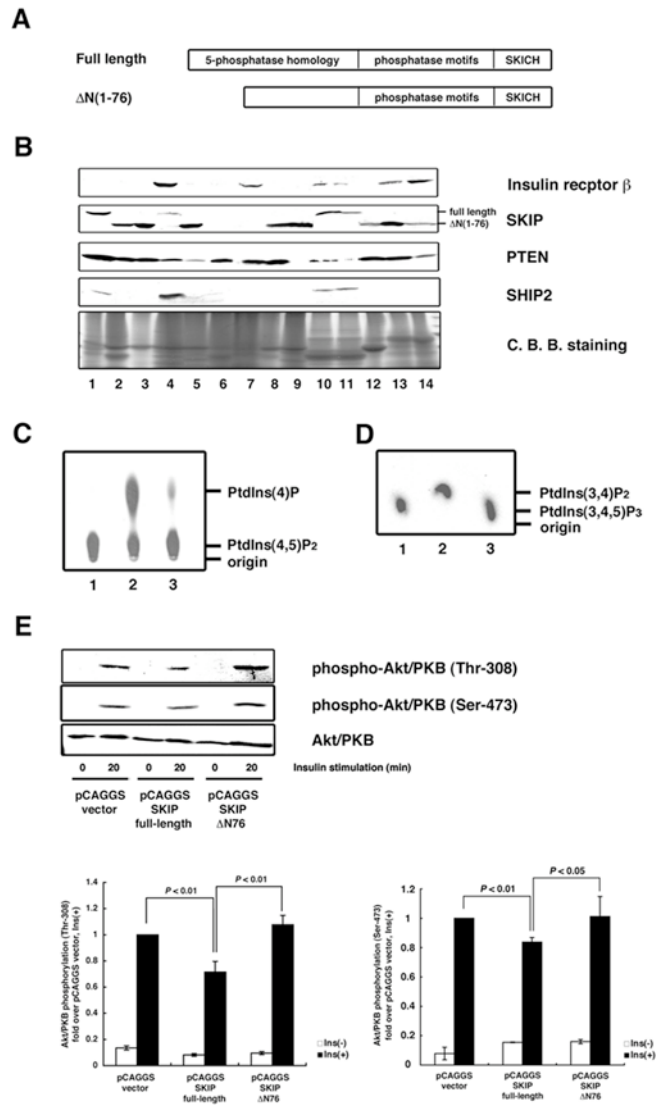 A
Full length
5-phosphatase homology phosphatase motifs SKICH
ΔN(1-76)
phosphatase motifs SKICH
B
Insulin recptor β
full length
ΔN(1-76)
SKIP
PTEN
SHIP2
C. B. B. staining
1 2 3 4 5 6 7 8 9 10 11 12 13 14
C
PtdIns(4)P
PtdIns(4,5)P2
origin
1 2 3
D
PtdIns(3,4)P2
PtdIns(3,4,5)P3
origin
1 2 3
E
phospho-Akt/PKB (Thr-308)
phospho-Akt/PKB (Ser-473)
Akt/PKB
0 20 0 20 0 20 Insulin stimulation (min)
pCAGGS vector
pCAGGS SKIP full-length
pCAGGS SKIP ΔN76
Akt/PKB phosphorylation (Thr-308)
fold over pCAGGS vector, Ins(+)
1.4
1.2
1
0.8
0.6
0.4
0.2
0
P < 0.01
P < 0.01
pCAGGS vector
pCAGGS SKIP full-length
pCAGGS SKIP ΔN76
Ins(-)
Ins(+)
Akt/PKB phosphorylation (Ser-473)
fold over pCAGGS vector, Ins(+)
1.2
1
0.8
0.6
0.4
0.2
0
P < 0.01
P < 0.05
pCAGGS vector
pCAGGS SKIP full-length
pCAGGS SKIP ΔN76
Ins(-)
Ins(+)